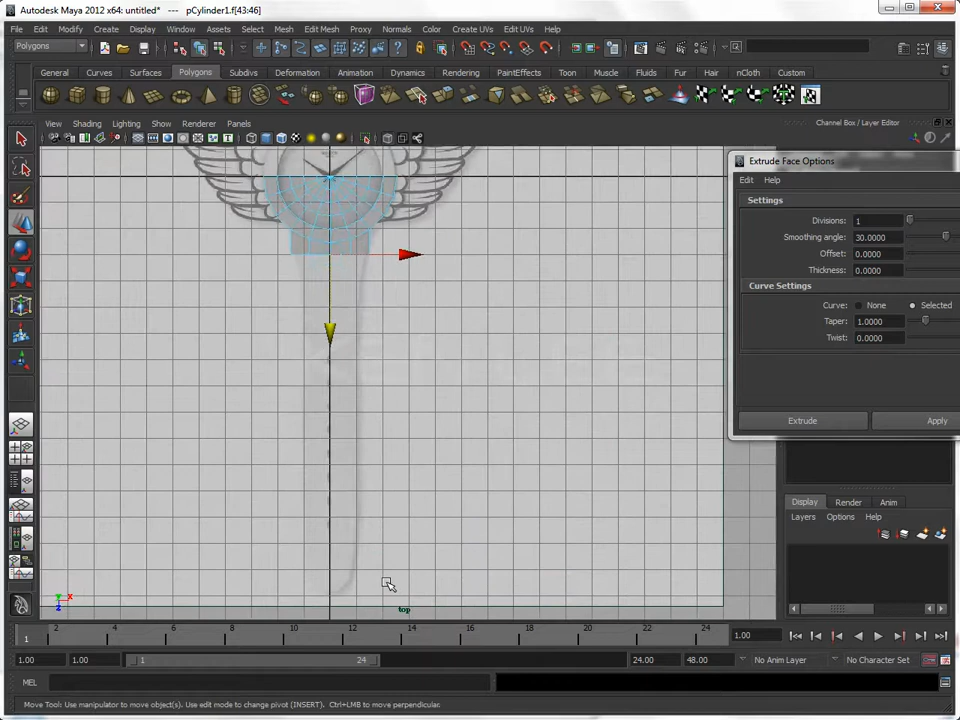 Autodesk Maya 2012 x64: untitled* --- pCylinder1.f[43:46]
File Edit Modify Create Display Window Assets Select Mesh Edit Mesh Proxy Normals Color Create UVs Edit UVs Help
Polygons
General Curves Surfaces Polygons Subdivs Deformation Animation Dynamics Rendering PaintEffects Toon Muscle Fluids Fur Hair nCloth Custom
View Shading Lighting Show Renderer Panels
Channel Box / Layer Editor
Extrude Face Options
Edit Help
Settings
Divisions: 1
Smoothing angle: 30.0000
Offset: 0.0000
Thickness: 0.0000
Curve Settings
Curve: None Selected
Taper: 1.0000
Twist: 0.0000
Extrude Apply
Display Render Anim
Layers Options Help
Y X
Z
top
1 2 4 6 8 10 12 14 16 18 20 22 24 1.00
1.00 1.00 1 24 24.00 48.00 No Anim Layer No Character Set
MEL
Move Tool: Use manipulator to move object(s). Use edit mode to change pivot (INSERT). Ctrl+LMB to move perpendicular.